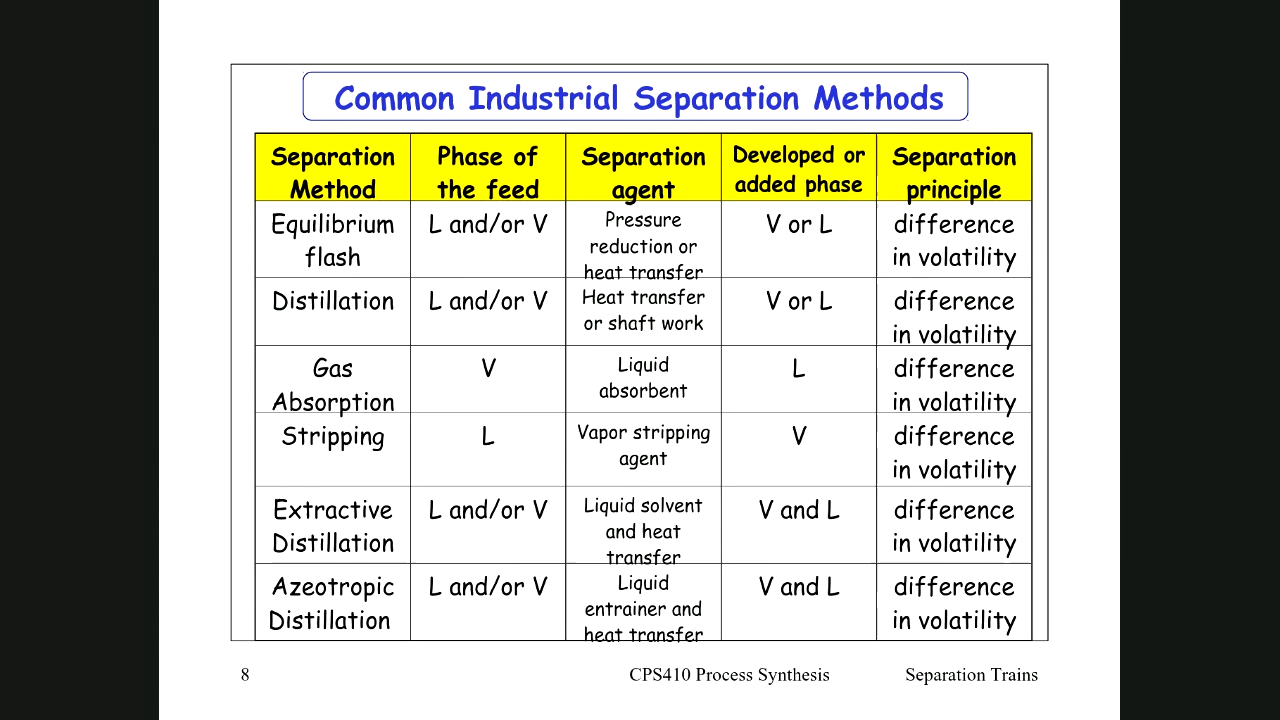 Common Industrial Separation Methods
Separation Method | Phase of the feed | Separation agent | Developed or added phase | Separation principle
Equilibrium flash | L and/or V | Pressure reduction or heat transfer | V or L | difference in volatility
Distillation | L and/or V | Heat transfer or shaft work | V or L | difference in volatility
Gas Absorption | V | Liquid absorbent | L | difference in volatility
Stripping | L | Vapor stripping agent | V | difference in volatility
Extractive Distillation | L and/or V | Liquid solvent and heat transfer | V and L | difference in volatility
Azeotropic Distillation | L and/or V | Liquid entrainer and heat transfer | V and L | difference in volatility
8 CPS410 Process Synthesis Separation Trains